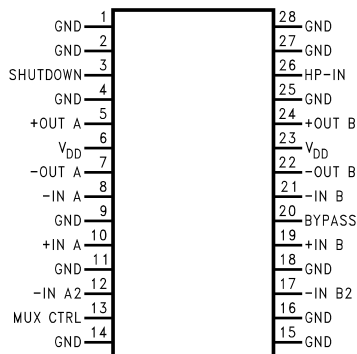 GND 1 28 GND
GND 2 27 GND
SHUTDOWN 3 26 HP-IN
GND 4 25 GND
+OUT A 5 24 +OUT B
VDD 6 23 VDD
-OUT A 7 22 -OUT B
-IN A 8 21 -IN B
GND 9 20 BYPASS
+IN A 10 19 +IN B
GND 11 18 GND
-IN A2 12 17 -IN B2
MUX CTRL 13 16 GND
GND 14 15 GND